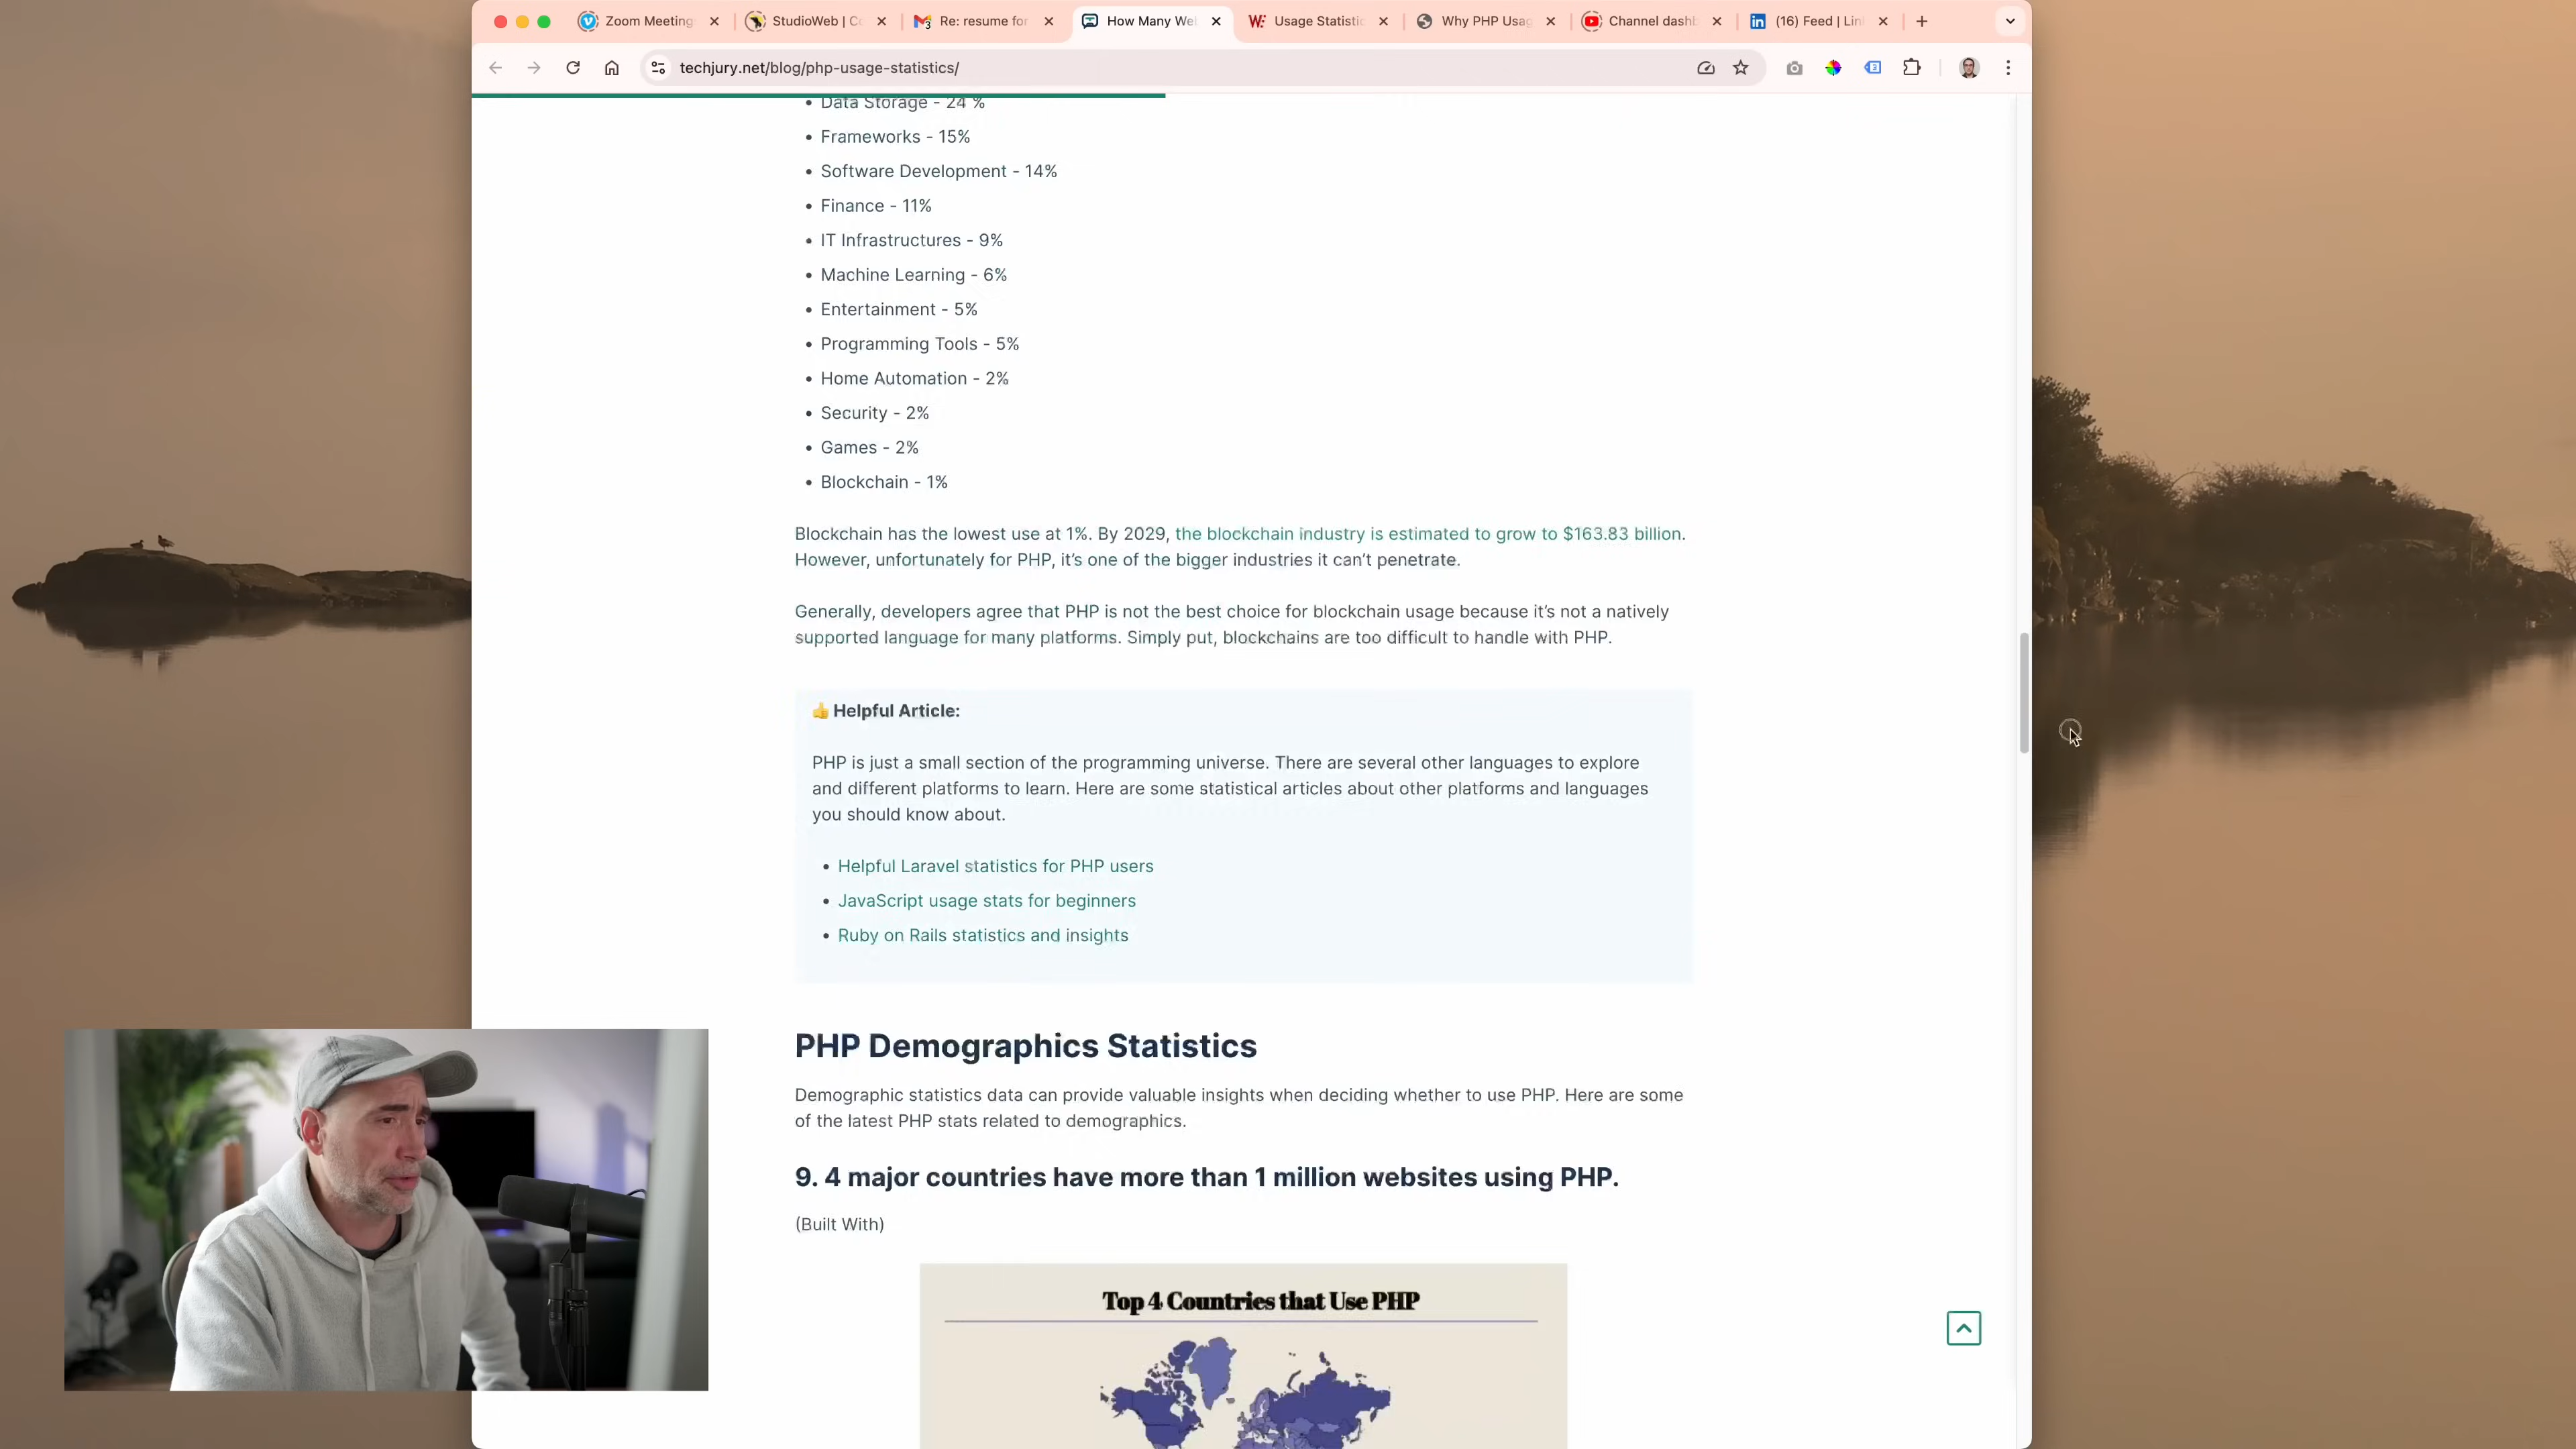 Zoom Meeting
StudioWeb | Co
Re: resume for
How Many We
Usage Statistic
Why PHP Usag
Channel dashb
(16) Feed | Lin
techjury.net/blog/php-usage-statistics/
• Data Storage - 24 %
• Frameworks - 15%
• Software Development - 14%
• Finance - 11%
• IT Infrastructures - 9%
• Machine Learning - 6%
• Entertainment - 5%
• Programming Tools - 5%
• Home Automation - 2%
• Security - 2%
• Games - 2%
• Blockchain - 1%
Blockchain has the lowest use at 1%. By 2029, the blockchain industry is estimated to grow to $163.83 billion.
However, unfortunately for PHP, it's one of the bigger industries it can't penetrate.
Generally, developers agree that PHP is not the best choice for blockchain usage because it's not a natively
supported language for many platforms. Simply put, blockchains are too difficult to handle with PHP.
👍 Helpful Article:
PHP is just a small section of the programming universe. There are several other languages to explore
and different platforms to learn. Here are some statistical articles about other platforms and languages
you should know about.
• Helpful Laravel statistics for PHP users
• JavaScript usage stats for beginners
• Ruby on Rails statistics and insights
PHP Demographics Statistics
Demographic statistics data can provide valuable insights when deciding whether to use PHP. Here are some
of the latest PHP stats related to demographics.
9. 4 major countries have more than 1 million websites using PHP.
(Built With)
Top 4 Countries that Use PHP